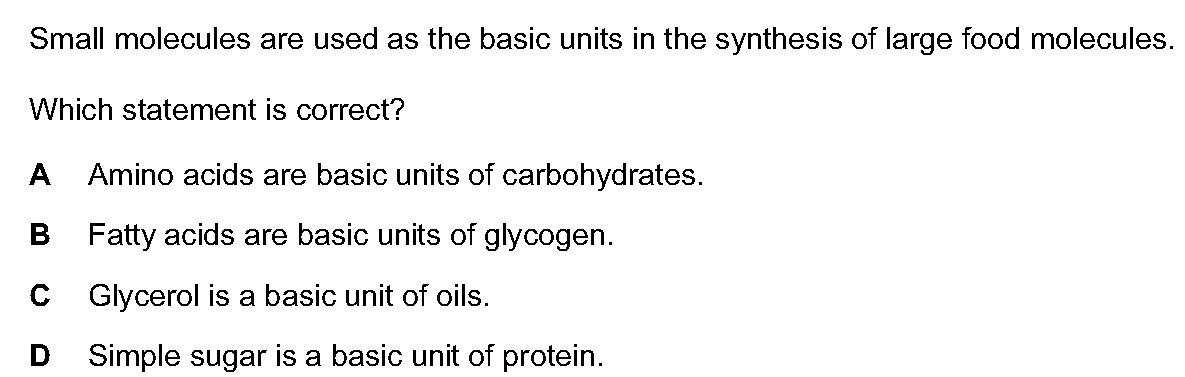 Small molecules are used as the basic units in the synthesis of large food molecules.
Which statement is correct?
A Amino acids are basic units of carbohydrates.
B Fatty acids are basic units of glycogen.
C Glycerol is a basic unit of oils.
D Simple sugar is a basic unit of protein.